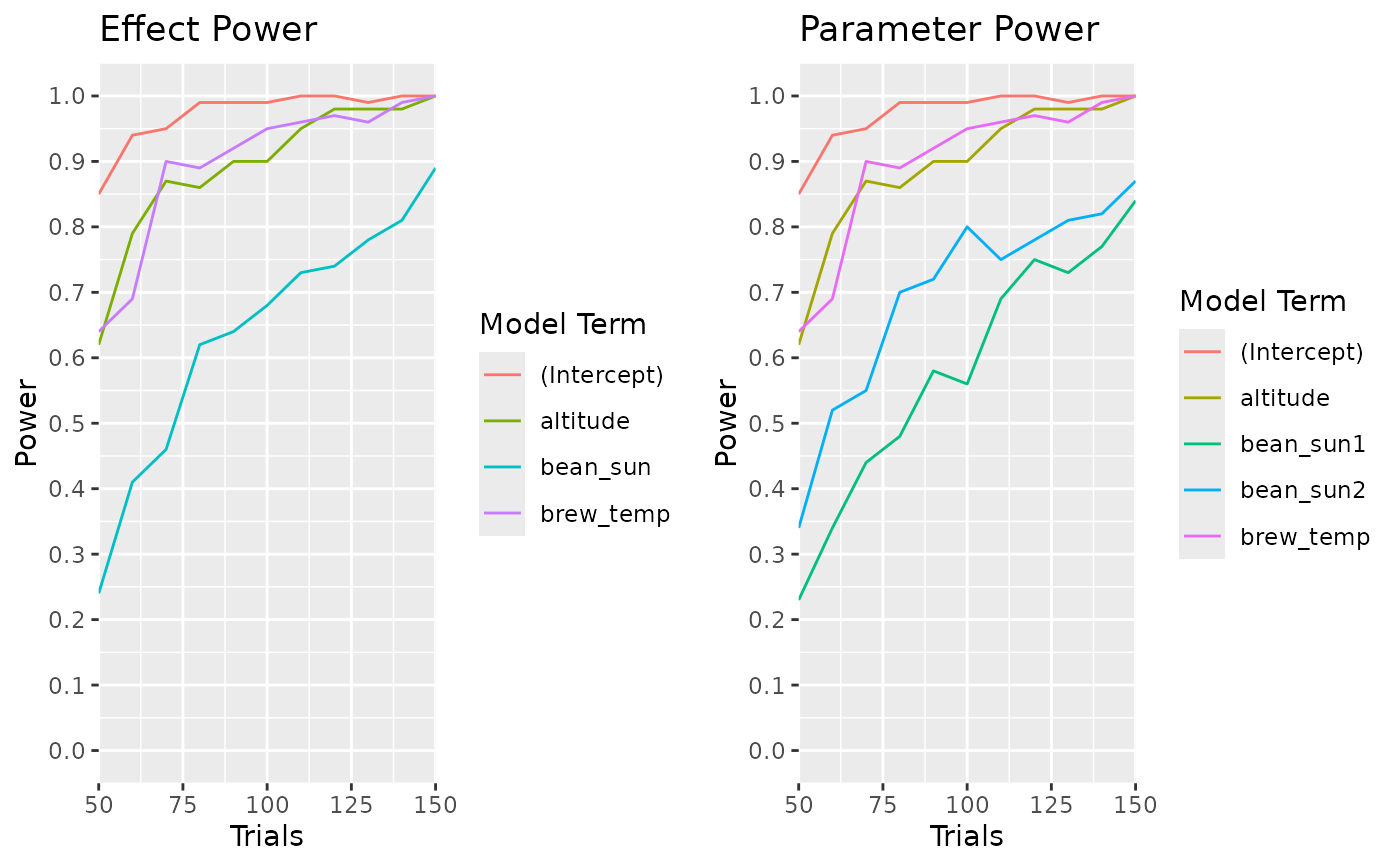 Effect Power
Power
1.0
0.9
0.8
0.7
0.6
0.5
0.4
0.3
0.2
0.1
0.0
50 75 100 125 150
Trials
Model Term
(Intercept)
altitude
bean_sun
brew_temp
Parameter Power
Power
1.0
0.9
0.8
0.7
0.6
0.5
0.4
0.3
0.2
0.1
0.0
50 75 100 125 150
Trials
Model Term
(Intercept)
altitude
bean_sun1
bean_sun2
brew_temp